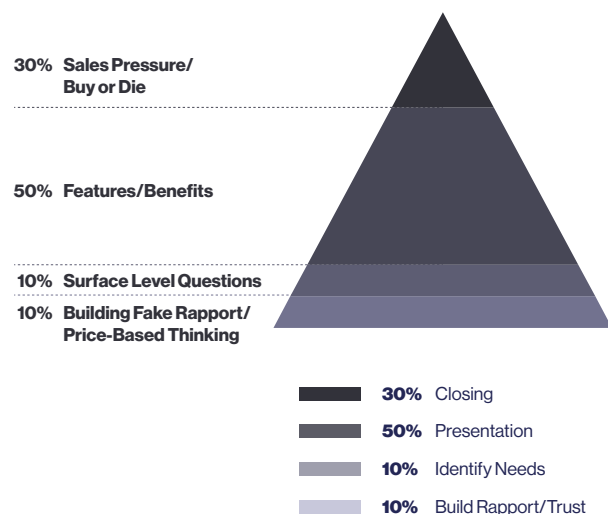 30% Sales Pressure/
Buy or Die
50% Features/Benefits
10% Surface Level Questions
10% Building Fake Rapport/
Price-Based Thinking
30% Closing
50% Presentation
10% Identify Needs
10% Build Rapport/Trust